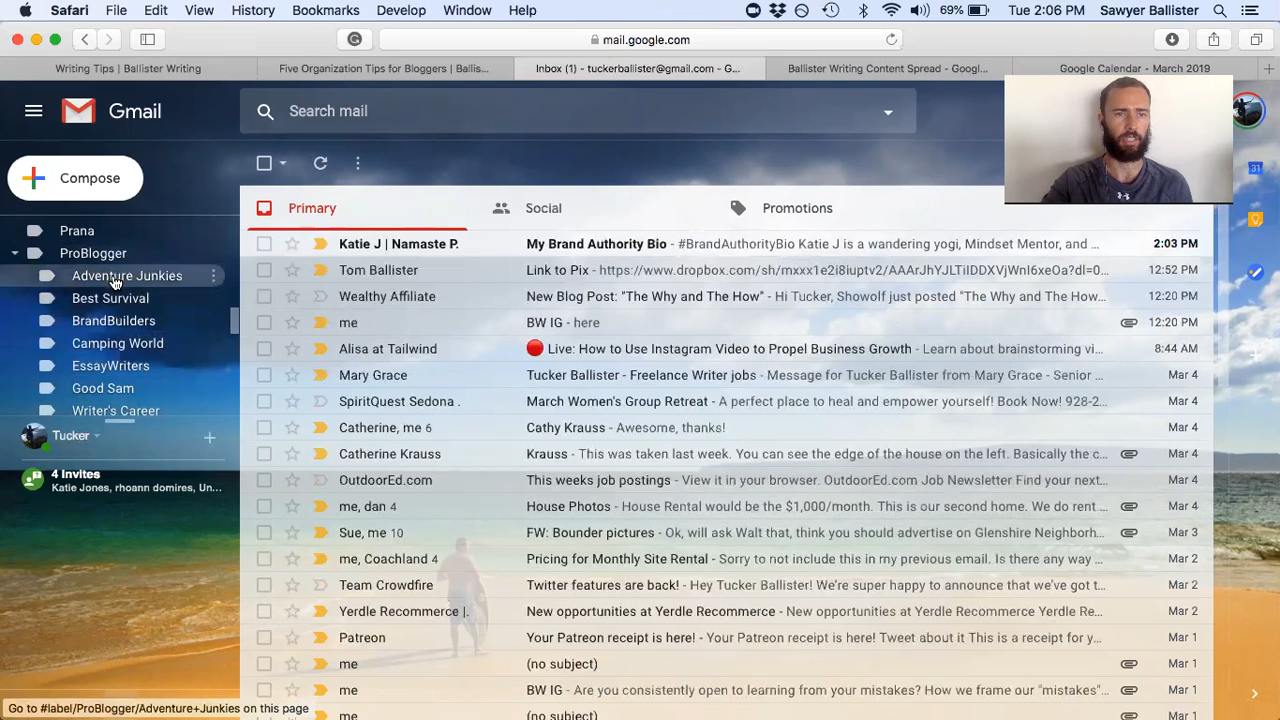 Safari File Edit View History Bookmarks Develop Window Help 69% Tue 2:06 PM Sawyer Ballister
mail.google.com
Writing Tips | Ballister Writing Five Organization Tips for Bloggers | Ballis... Inbox (1) - tuckerballister@gmail.com - G... Ballister Writing Content Spread - Googl... Google Calendar - March 2019
Gmail Search mail
Compose
Primary Social Promotions
Prana
ProBlogger
Adventure Junkies
Best Survival
BrandBuilders
Camping World
EssayWriters
Good Sam
Writer's Career
Tucker
4 Invites
Katie Jones, rhoann domires, Un...
Katie J | Namaste P. My Brand Authority Bio - #BrandAuthorityBio Katie J is a wandering yogi, Mindset Mentor, and ... 2:03 PM
Tom Ballister Link to Pix - https://www.dropbox.com/sh/mxxx1e2i8iuptv2/AAArJhYJLTiIDDXVjWnI6xeOa?dl=0... 12:52 PM
Wealthy Affiliate New Blog Post: "The Why and The How" - Hi Tucker, Showolf just posted "The Why and The How" ... 12:20 PM
me BW IG - here 12:20 PM
Alisa at Tailwind Live: How to Use Instagram Video to Propel Business Growth - Learn about brainstorming vi... 8:44 AM
Mary Grace Tucker Ballister - Freelance Writer jobs - Message for Tucker Ballister from Mary Grace - Senior ... Mar 4
SpiritQuest Sedona . March Women's Group Retreat - A perfect place to heal and empower yourself! Book Now! 928-2... Mar 4
Catherine, me 6 Cathy Krauss - Awesome, thanks! Mar 4
Catherine Krauss Krauss - This was taken last week. You can see the edge of the house on the left. Basically the c... Mar 4
OutdoorEd.com This weeks job postings - View it in your browser. OutdoorEd.com Job Newsletter Find your next... Mar 4
me, dan 4 House Photos - House Rental would be the $1,000/month. This is our second home. We do rent ... Mar 4
Sue, me 10 FW: Bounder pictures - Ok, will ask Walt that, think you should advertise on Glenshire Neighborh... Mar 3
me, Coachland 4 Pricing for Monthly Site Rental - Sorry to not include this in my previous email. Is there any way ... Mar 2
Team Crowdfire Twitter features are back! - Hey Tucker Ballister! We're super happy to announce that we've got t... Mar 2
Yerdle Recommerce |. New opportunities at Yerdle Recommerce - New opportunities at Yerdle Recommerce Yerdle Re... Mar 2
Patreon Your Patreon receipt is here! - Your Patreon receipt is here! Tweet about it This is a receipt for y... Mar 1
me (no subject) Mar 1
me BW IG - Are you consistently open to learning from your mistakes? How we frame our "mistakes"... Mar 1
me (no subject) Mar 1
Go to #label/ProBlogger/Adventure+Junkies on this page
31